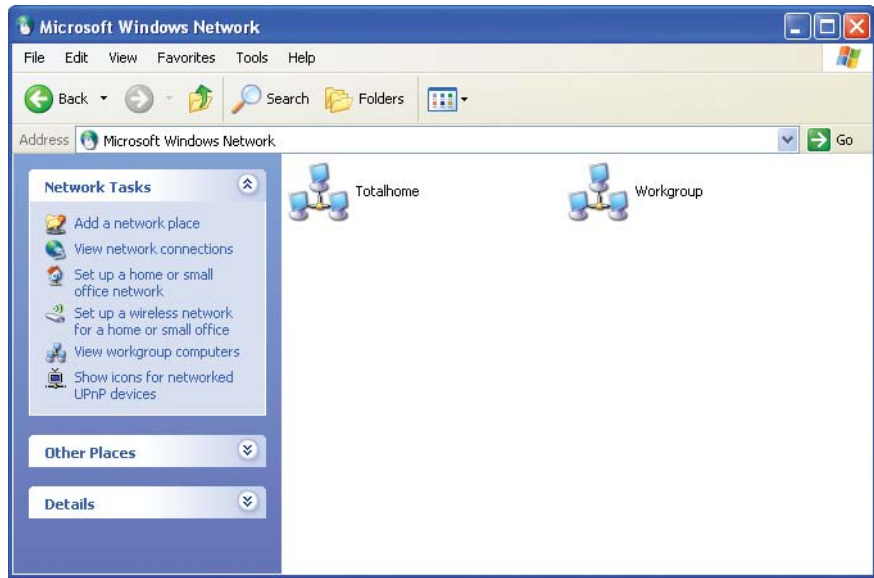 Microsoft Windows Network
File Edit View Favorites Tools Help
Back Search Folders
Address Microsoft Windows Network Go
Network Tasks
Add a network place
View network connections
Set up a home or small
office network
Set up a wireless network
for a home or small office
View workgroup computers
Show icons for networked
UPnP devices
Other Places
Details
Totalhome
Workgroup